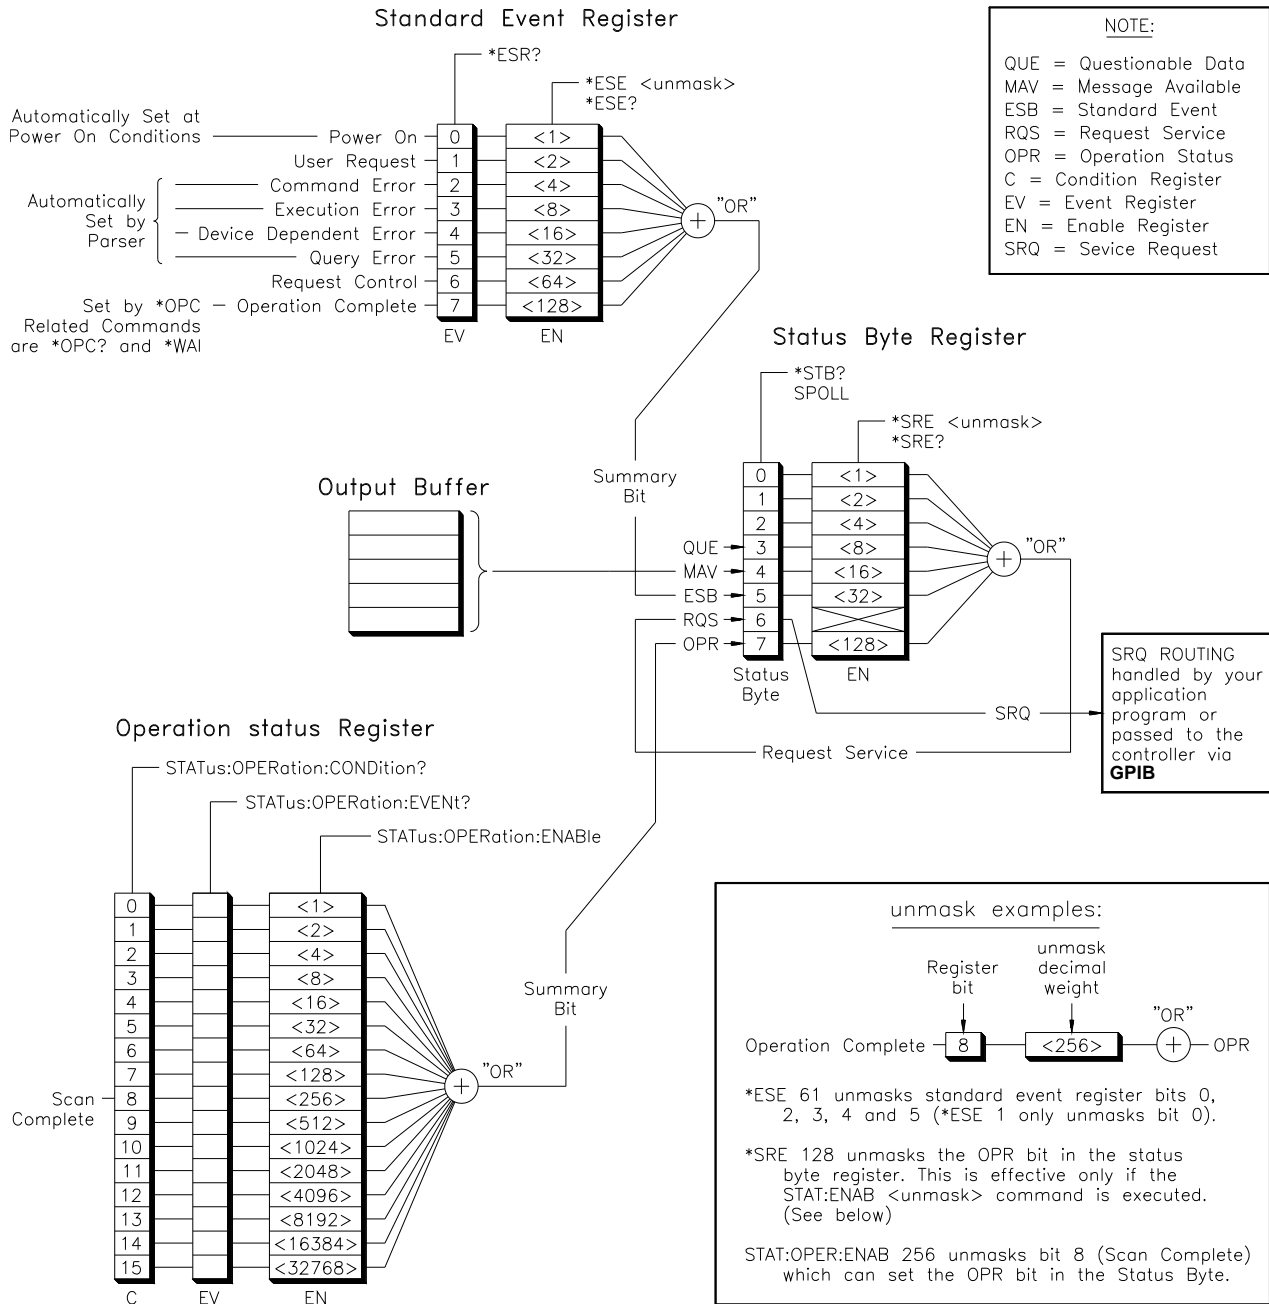 Standard Event Register
*ESR?
*ESE <unmask>
*ESE?
Automatically Set at
Power On Conditions
Power On
User Request
Automatically
Set by
Parser
Command Error
Execution Error
Device Dependent Error
Query Error
Request Control
Set by *OPC
Related Commands
are *OPC? and *WAI
Operation Complete
0
1
2
3
4
5
6
7
EV
<1>
<2>
<4>
<8>
<16>
<32>
<64>
<128>
EN
+
"OR"
NOTE:
QUE = Questionable Data
MAV = Message Available
ESB = Standard Event
RQS = Request Service
OPR = Operation Status
C = Condition Register
EV = Event Register
EN = Enable Register
SRQ = Sevice Request
Status Byte Register
*STB?
SPOLL
*SRE <unmask>
*SRE?
Summary
Bit
Output Buffer
QUE
MAV
ESB
RQS
OPR
0
1
2
3
4
5
6
7
Status
Byte
<1>
<2>
<4>
<8>
<16>
<32>
<128>
EN
+
"OR"
SRQ
Request Service
SRQ ROUTING
handled by your
application
program or
passed to the
controller via
GPIB
Operation status Register
STATus:OPERation:CONDition?
STATus:OPERation:EVENt?
STATus:OPERation:ENABle
Scan
Complete
0
1
2
3
4
5
6
7
8
9
10
11
12
13
14
15
C
EV
<1>
<2>
<4>
<8>
<16>
<32>
<64>
<128>
<256>
<512>
<1024>
<2048>
<4096>
<8192>
<16384>
<32768>
EN
+
"OR"
Summary
Bit
unmask examples:
Register
bit
unmask
decimal
weight
Operation Complete
8
<256>
"OR"
+
OPR
*ESE 61 unmasks standard event register bits 0,
2, 3, 4 and 5 (*ESE 1 only unmasks bit 0).
*SRE 128 unmasks the OPR bit in the status
byte register. This is effective only if the
STAT:ENAB <unmask> command is executed.
(See below)
STAT:OPER:ENAB 256 unmasks bit 8 (Scan Complete)
which can set the OPR bit in the Status Byte.